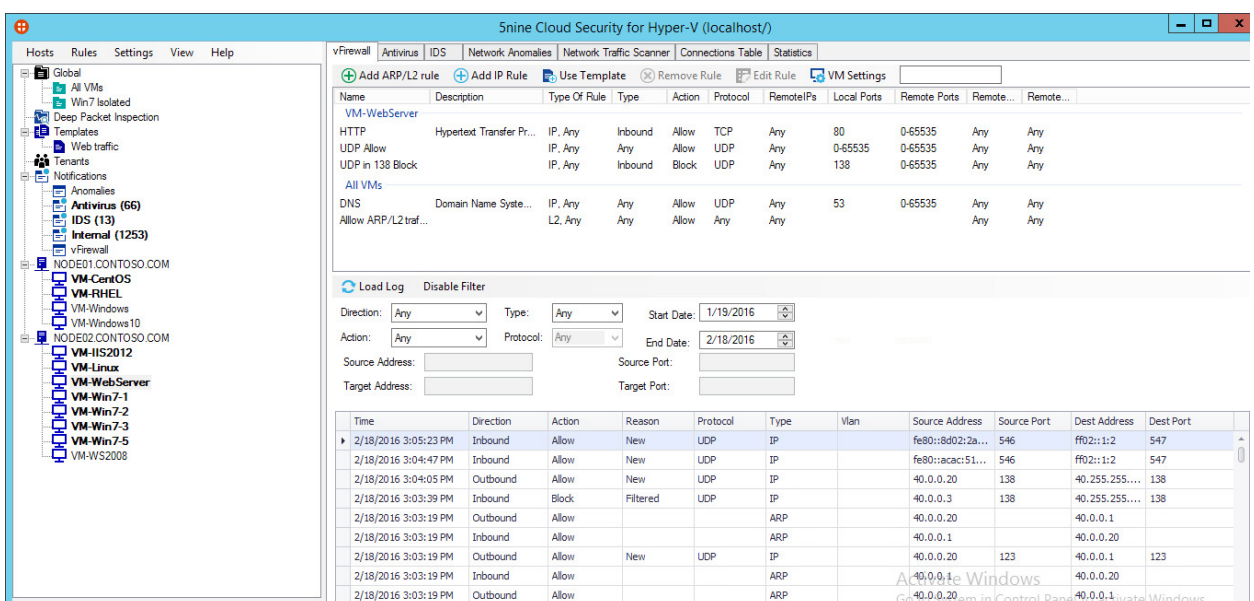 5nine Cloud Security for Hyper-V (localhost/)
Hosts Rules Settings View Help
Global
All VMs
Win7 Isolated
Deep Packet Inspection
Templates
Web traffic
Tenants
Notifications
Anomalies
Antivirus (66)
IDS (13)
Internal (1253)
vFirewall
NODE01.CONTOSO.COM
VM-CentOS
VM-RHEL
VM-Windows
VM-Windows10
NODE02.CONTOSO.COM
VM-IIS2012
VM-Linux
VM-WebServer
VM-Win7-1
VM-Win7-2
VM-Win7-3
VM-Win7-5
VM-WS2008
vFirewall Antivirus IDS Network Anomalies Network Traffic Scanner Connections Table Statistics
Add ARP/L2 rule Add IP Rule Use Template Remove Rule Edit Rule VM Settings
Name Description Type Of Rule Type Action Protocol RemoteIPs Local Ports Remote Ports Remote... Remote...
VM-WebServer
HTTP Hypertext Transfer Pr... IP, Any Inbound Allow TCP Any 80 0-65535 Any Any
UDP Allow IP, Any Any Allow UDP Any 0-65535 0-65535 Any Any
UDP in 138 Block IP, Any Inbound Block UDP Any 138 0-65535 Any Any
All VMs
DNS Domain Name Syste... IP, Any Any Allow UDP Any 53 0-65535 Any Any
Alllow ARP/L2 traf... L2, Any Any Allow Any Any Any Any
Load Log Disable Filter
Direction: Any Type: Any Start Date: 1/19/2016
Action: Any Protocol: Any End Date: 2/18/2016
Source Address: Source Port:
Target Address: Target Port:
Time Direction Action Reason Protocol Type Vlan Source Address Source Port Dest Address Dest Port
2/18/2016 3:05:23 PM Inbound Allow New UDP IP fe80::8d02:2a... 546 ff02::1:2 547
2/18/2016 3:04:47 PM Inbound Allow New UDP IP fe80::acac:51... 546 ff02::1:2 547
2/18/2016 3:04:05 PM Outbound Allow New UDP IP 40.0.0.20 138 40.255.255.... 138
2/18/2016 3:03:39 PM Inbound Block Filtered UDP IP 40.0.0.3 138 40.255.255.... 138
2/18/2016 3:03:19 PM Outbound Allow ARP 40.0.0.20 40.0.0.1
2/18/2016 3:03:19 PM Inbound Allow ARP 40.0.0.1 40.0.0.20
2/18/2016 3:03:19 PM Outbound Allow New UDP IP 40.0.0.20 123 40.0.0.1 123
2/18/2016 3:03:19 PM Inbound Allow ARP 40.0.0.1 40.0.0.20
Activate Windows
2/18/2016 3:03:19 PM Outbound Allow ARP 40.0.0.20 40.0.0.1